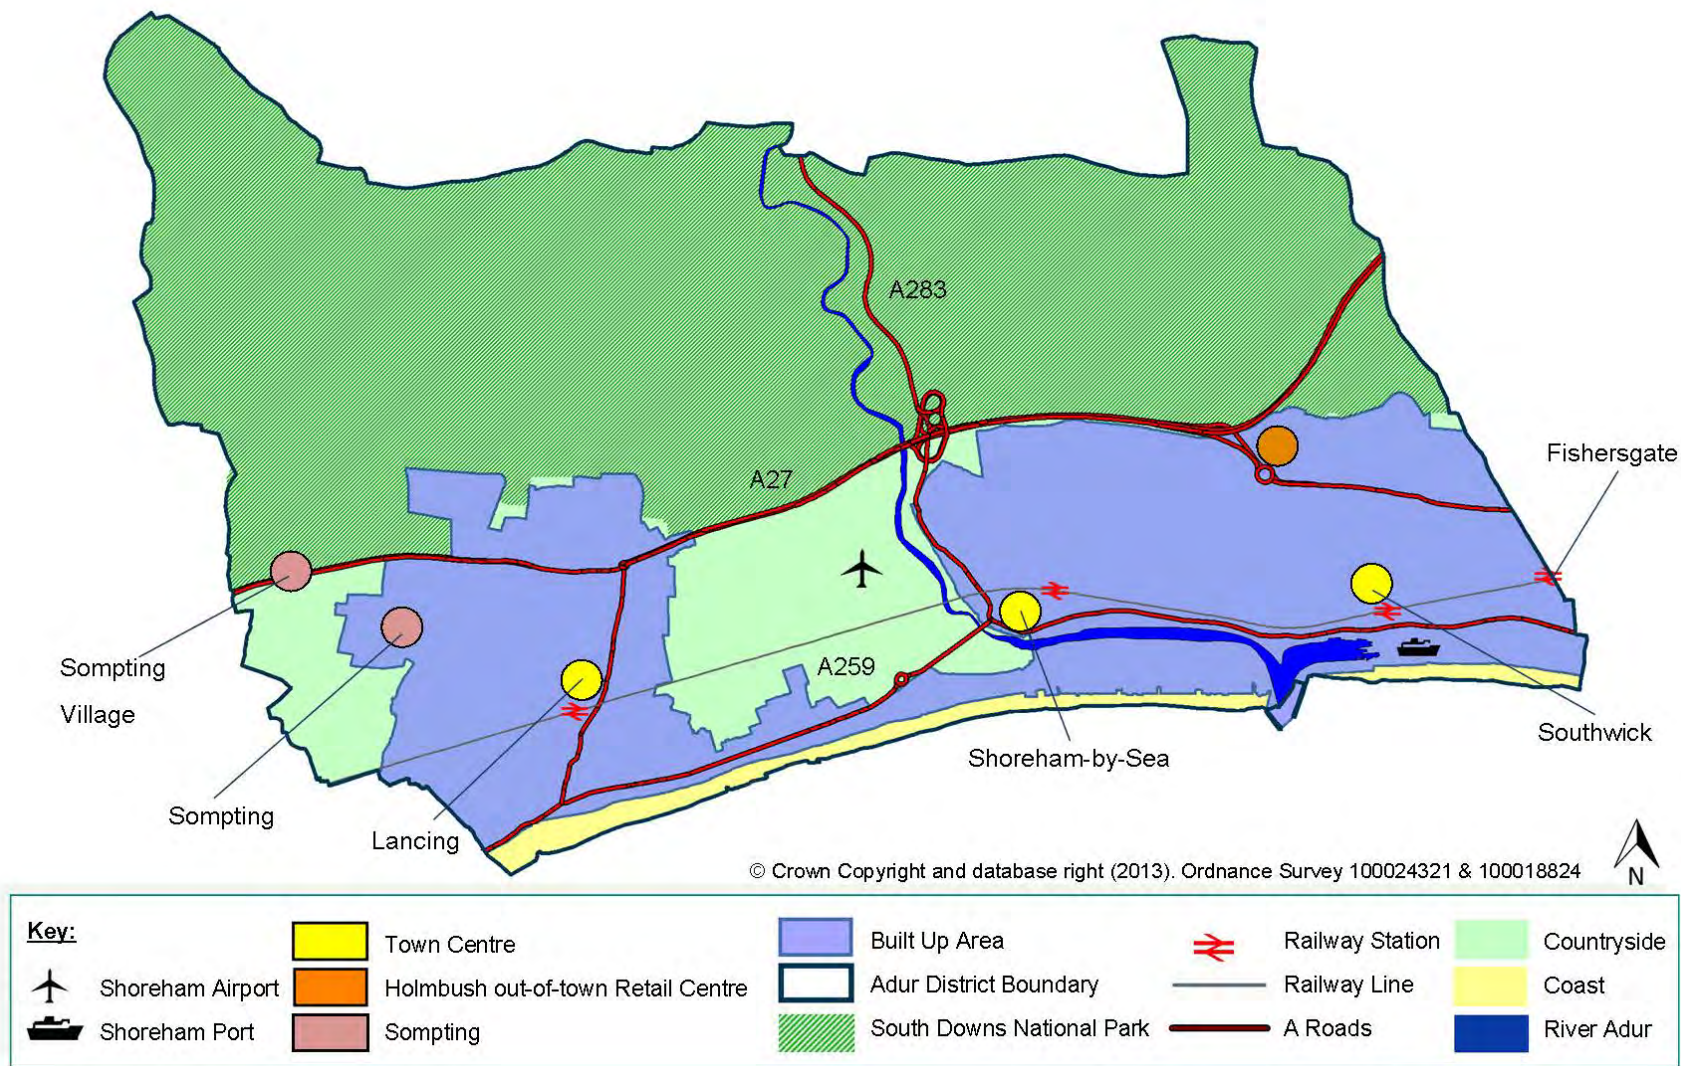 A283
A27
Fishersgate
A259
Sompting
Village
Shoreham-by-Sea
Southwick
Sompting
Lancing
© Crown Copyright and database right (2013). Ordnance Survey 100024321 & 100018824
N
Key:
Shoreham Airport
Shoreham Port
Town Centre
Holmbush out-of-town Retail Centre
Sompting
Built Up Area
Adur District Boundary
South Downs National Park
Railway Station
Railway Line
A Roads
Countryside
Coast
River Adur